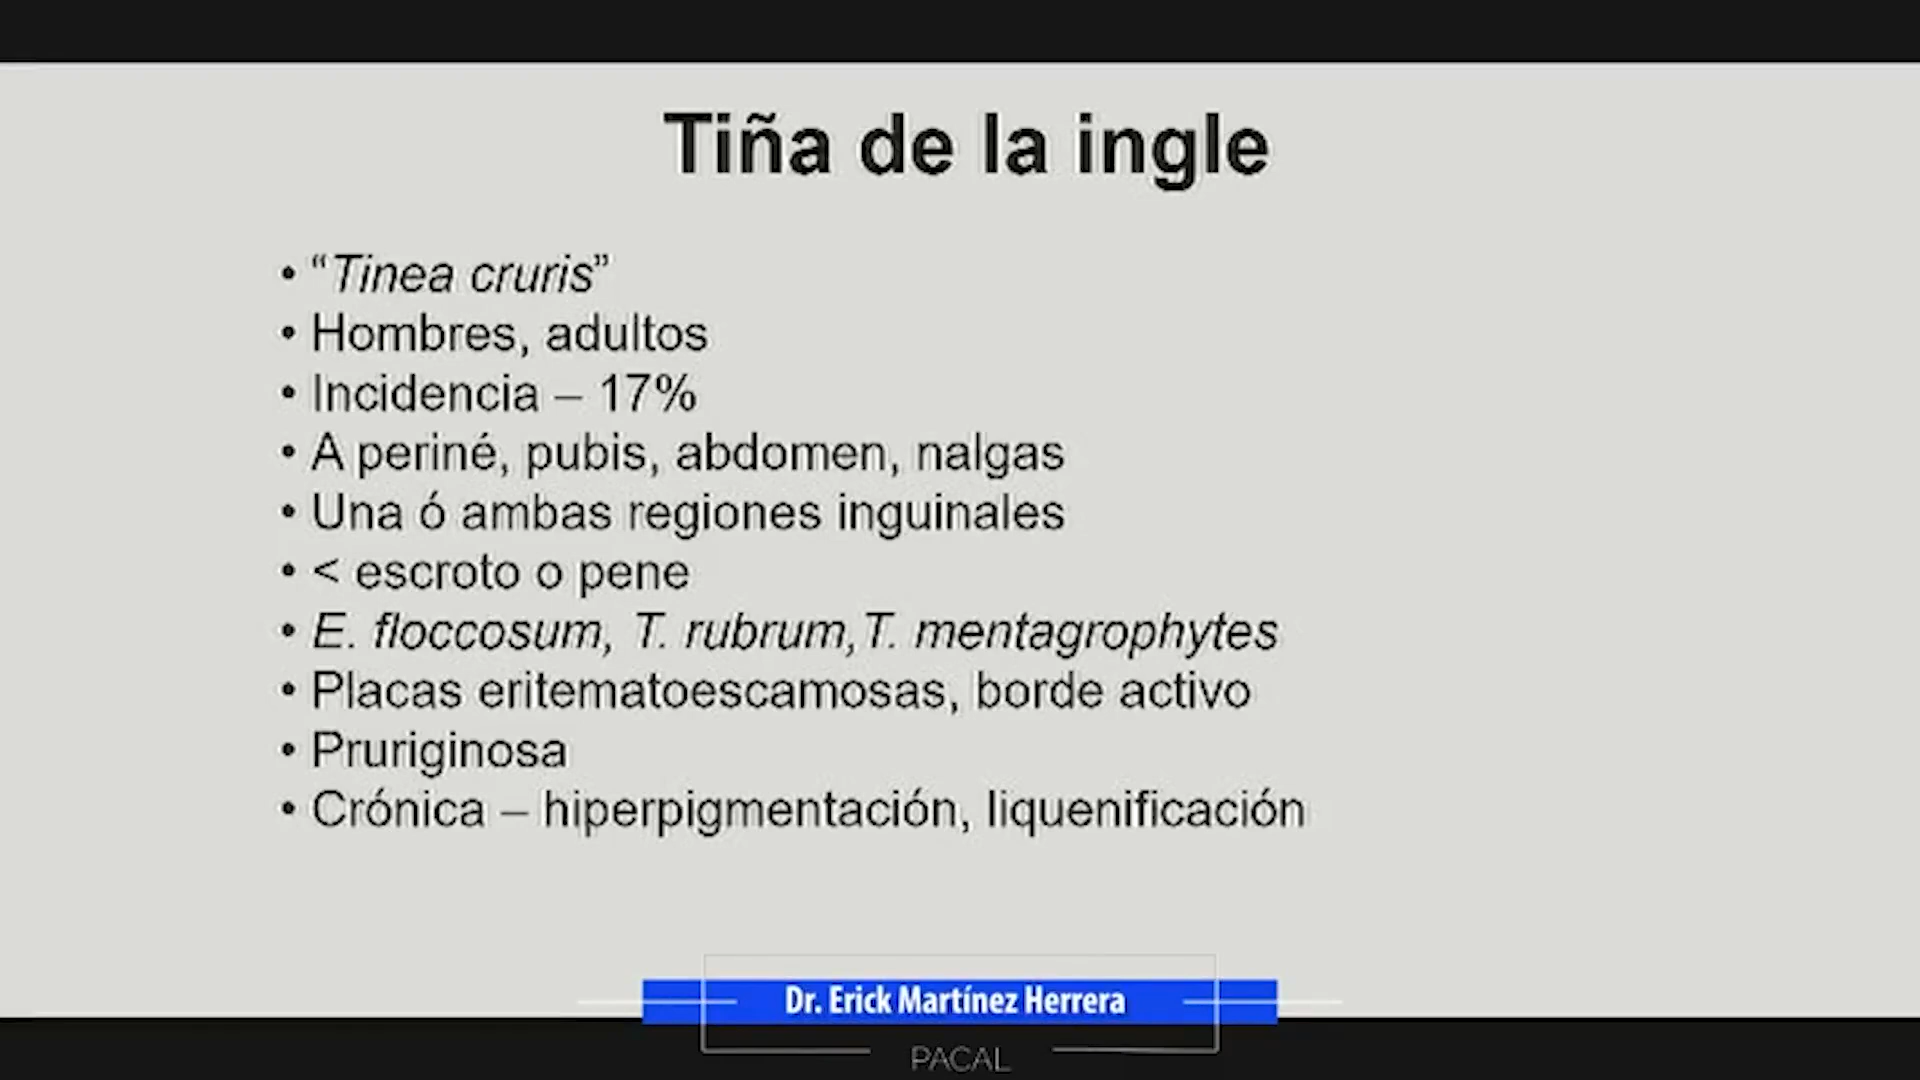 Tiña de la ingle
• “Tinea cruris”
• Hombres, adultos
• Incidencia – 17%
• A periné, pubis, abdomen, nalgas
• Una ó ambas regiones inguinales
• < escroto o pene
• E. floccosum, T. rubrum,T. mentagrophytes
• Placas eritematoescamosas, borde activo
• Pruriginosa
• Crónica – hiperpigmentación, liquenificación
Dr. Erick Martínez Herrera
PACAL